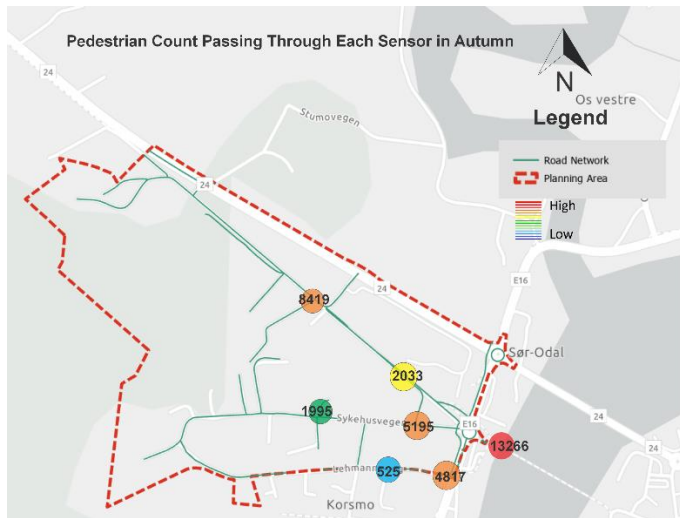 Pedestrian Count Passing Through Each Sensor in Autumn
N
Os vestre
Legend
Road Network
Planning Area
High
Low
24
Stumovegen
24
E16
24
8419
Sør-Odal
2033
24
1995
Sykehusvegen
5195
E16
13266
24
525
4817
Korsmo